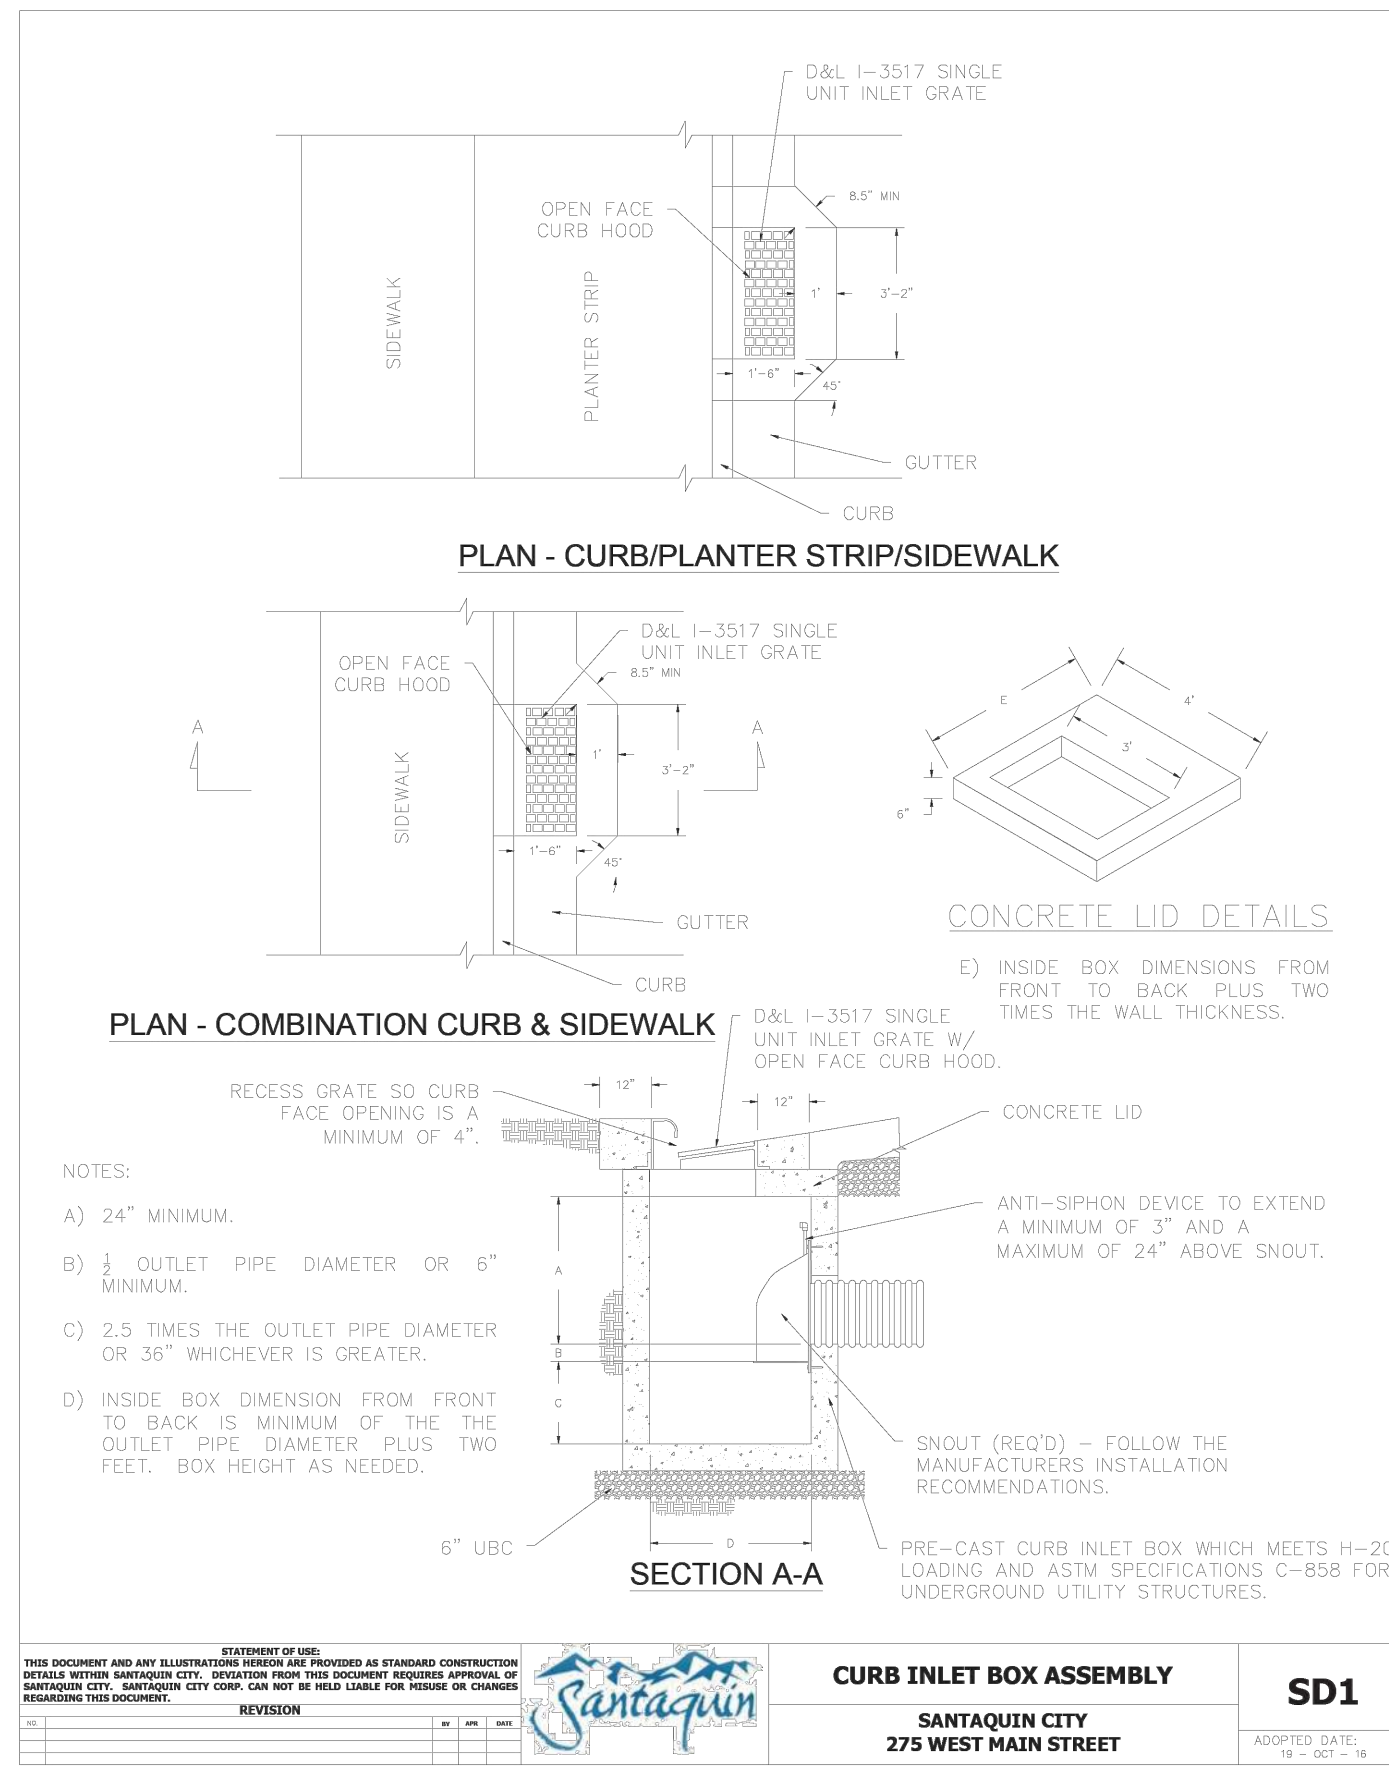 D&L I-3517 SINGLE
UNIT INLET GRATE
8.5" MIN
OPEN FACE
CURB HOOD
SIDEWALK
PLANTER STRIP
1'
3'-2"
1'-6"
45°
GUTTER
CURB
PLAN - CURB/PLANTER STRIP/SIDEWALK
D&L I-3517 SINGLE
UNIT INLET GRATE
OPEN FACE
CURB HOOD
8.5" MIN
A
A
SIDEWALK
1'
3'-2"
1'-6"
45°
GUTTER
CURB
PLAN - COMBINATION CURB & SIDEWALK
E
4'
3'
6"
CONCRETE LID DETAILS
E) INSIDE BOX DIMENSIONS FROM
FRONT TO BACK PLUS TWO
TIMES THE WALL THICKNESS.
D&L I-3517 SINGLE
UNIT INLET GRATE W/
OPEN FACE CURB HOOD.
RECESS GRATE SO CURB
FACE OPENING IS A
MINIMUM OF 4".
12"
12"
CONCRETE LID
NOTES:
A) 24" MINIMUM.
B) ½ OUTLET PIPE DIAMETER OR 6"
MINIMUM.
C) 2.5 TIMES THE OUTLET PIPE DIAMETER
OR 36" WHICHEVER IS GREATER.
D) INSIDE BOX DIMENSION FROM FRONT
TO BACK IS MINIMUM OF THE THE
OUTLET PIPE DIAMETER PLUS TWO
FEET. BOX HEIGHT AS NEEDED.
ANTI-SIPHON DEVICE TO EXTEND
A MINIMUM OF 3" AND A
MAXIMUM OF 24" ABOVE SNOUT.
A
B
C
SNOUT (REQ'D) - FOLLOW THE
MANUFACTURERS INSTALLATION
RECOMMENDATIONS.
6" UBC
D
PRE-CAST CURB INLET BOX WHICH MEETS H-20
LOADING AND ASTM SPECIFICATIONS C-858 FOR
UNDERGROUND UTILITY STRUCTURES.
SECTION A-A
STATEMENT OF USE:
THIS DOCUMENT AND ANY ILLUSTRATIONS HEREON ARE PROVIDED AS STANDARD CONSTRUCTION
DETAILS WITHIN SANTAQUIN CITY. DEVIATION FROM THIS DOCUMENT REQUIRES APPROVAL OF
SANTAQUIN CITY. SANTAQUIN CITY CORP. CAN NOT BE HELD LIABLE FOR MISUSE OR CHANGES
REGARDING THIS DOCUMENT.
REVISION
NO. BY APR DATE
Santaquin
CURB INLET BOX ASSEMBLY
SANTAQUIN CITY
275 WEST MAIN STREET
SD1
ADOPTED DATE:
19 - OCT - 16